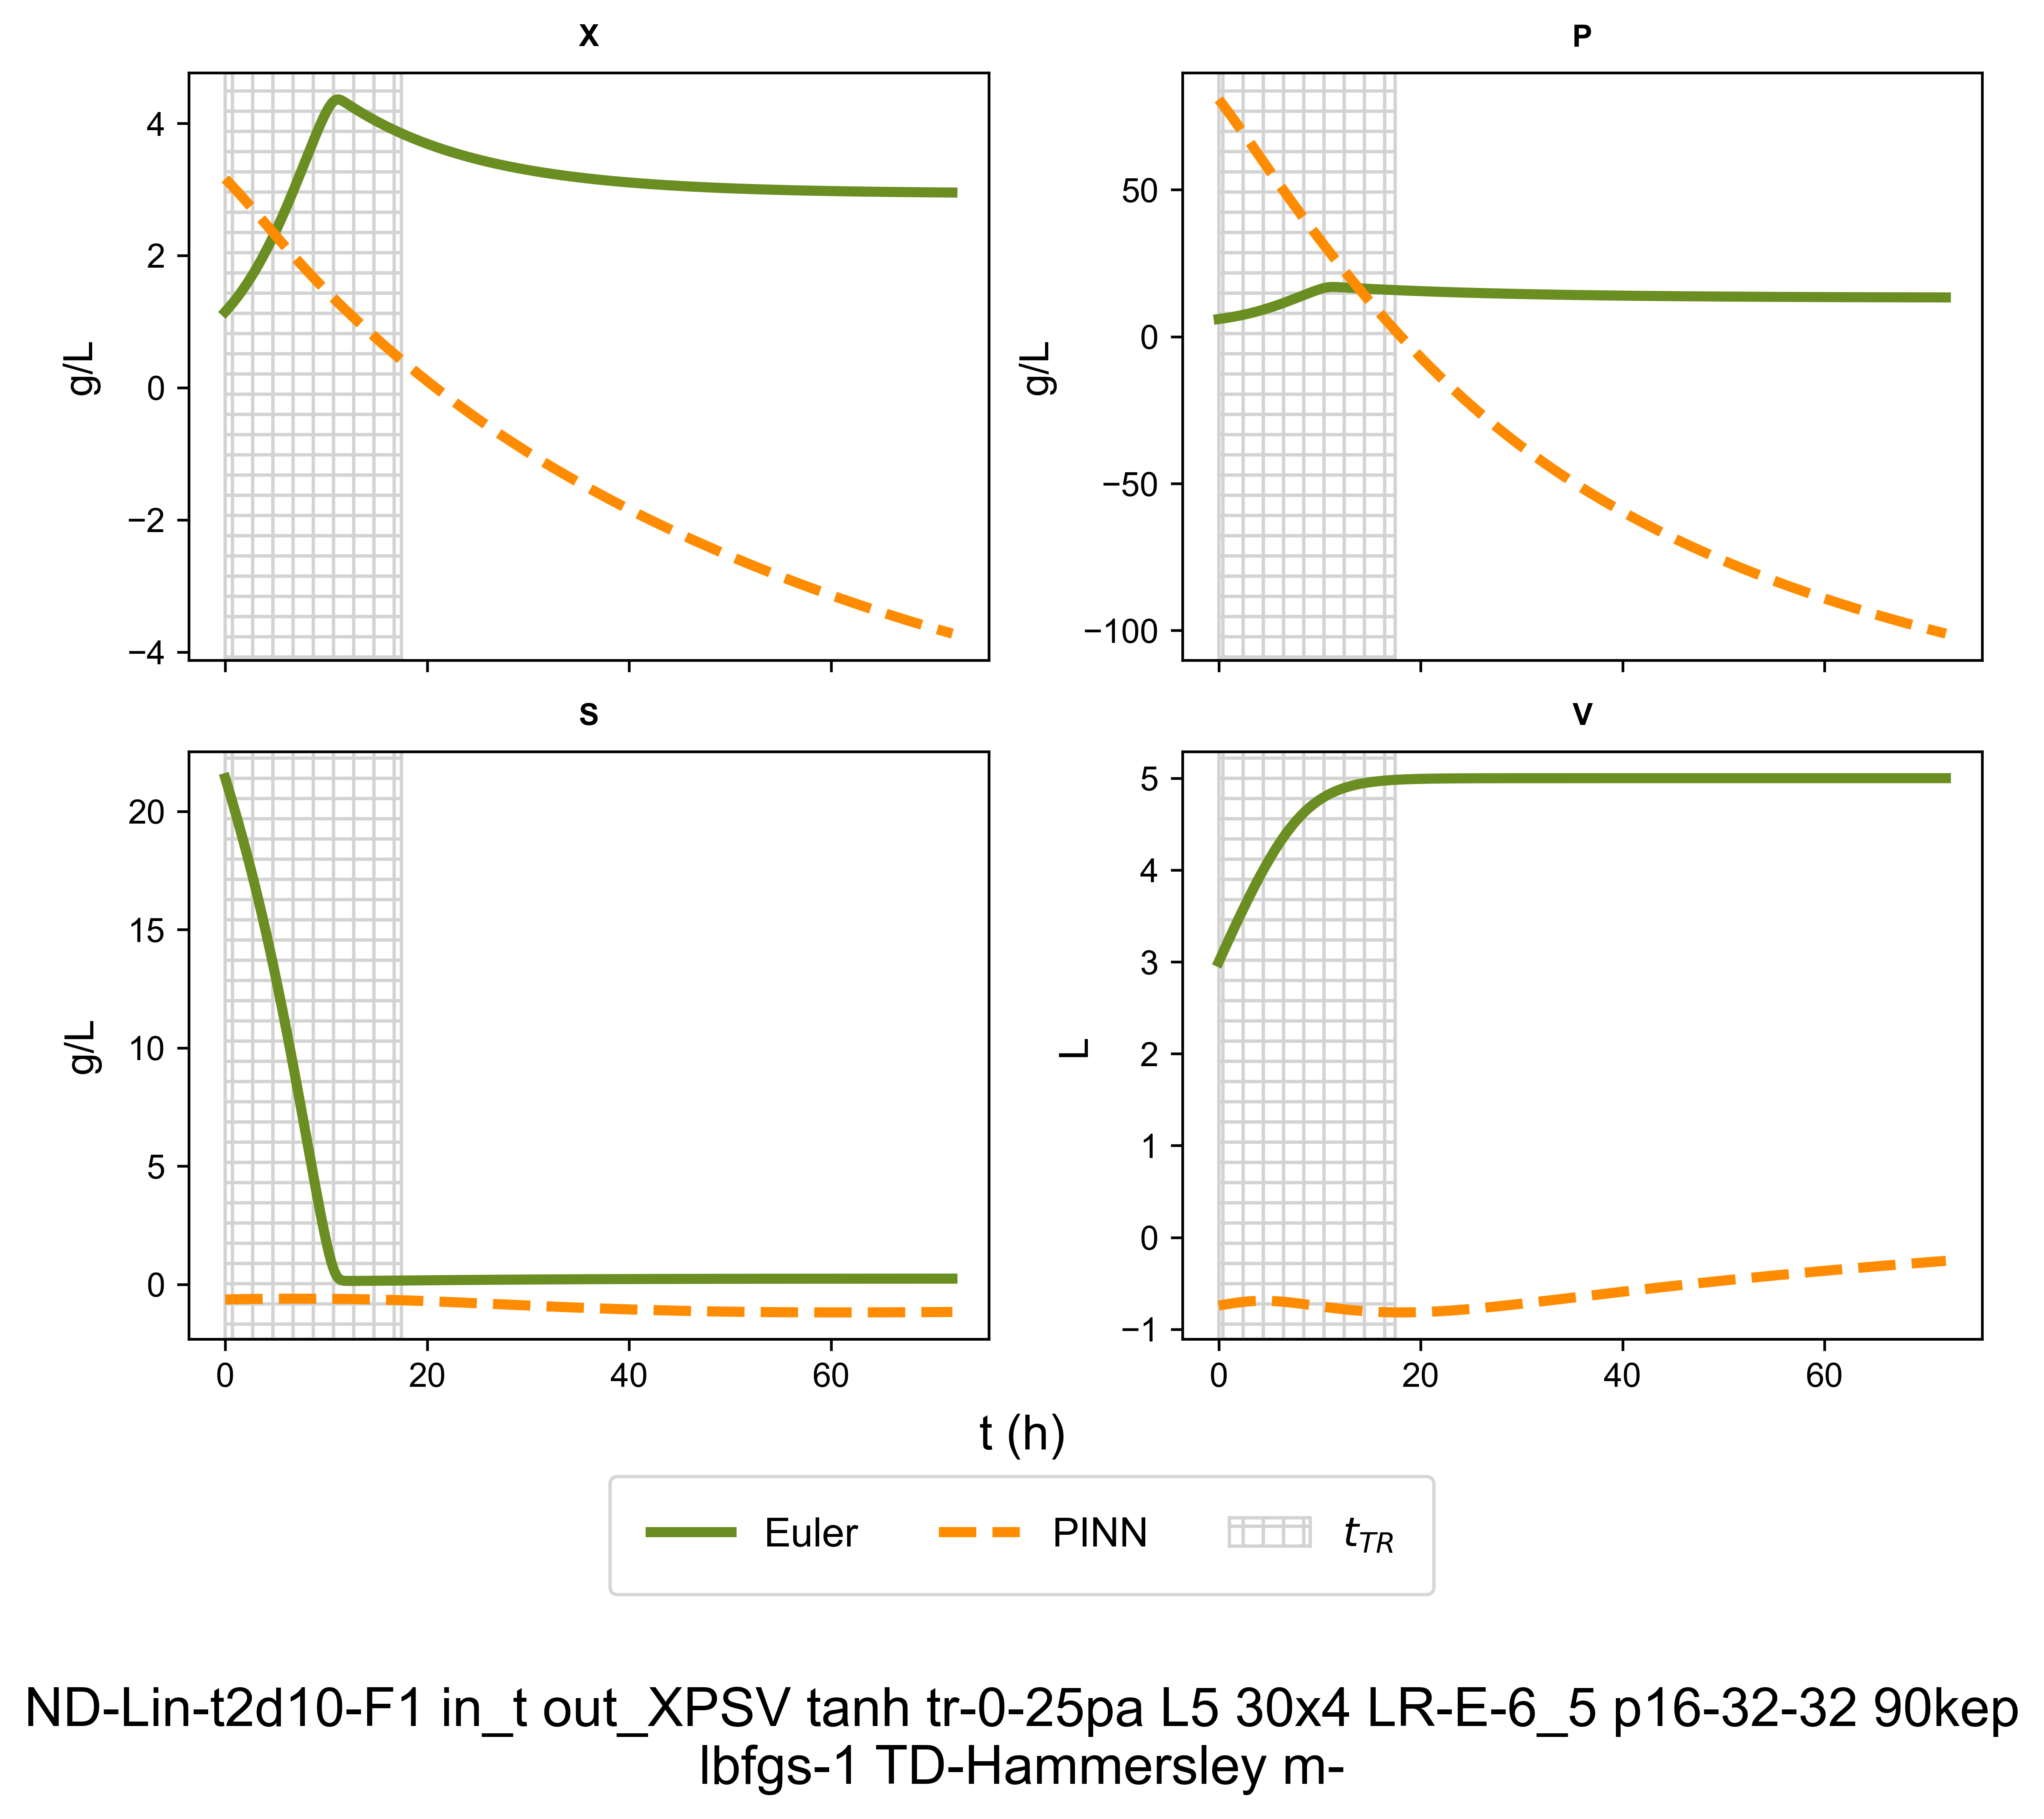 X
P
4
2
0
−2
−4
g/L
50
0
−50
−100
g/L
S
V
20
15
10
5
0
g/L
5
4
3
2
1
0
−1
L
0 20 40 60
0 20 40 60
t (h)
Euler PINN t_TR
ND-Lin-t2d10-F1 in_t out_XPSV tanh tr-0-25pa L5 30x4 LR-E-6_5 p16-32-32 90kep
lbfgs-1 TD-Hammersley m-